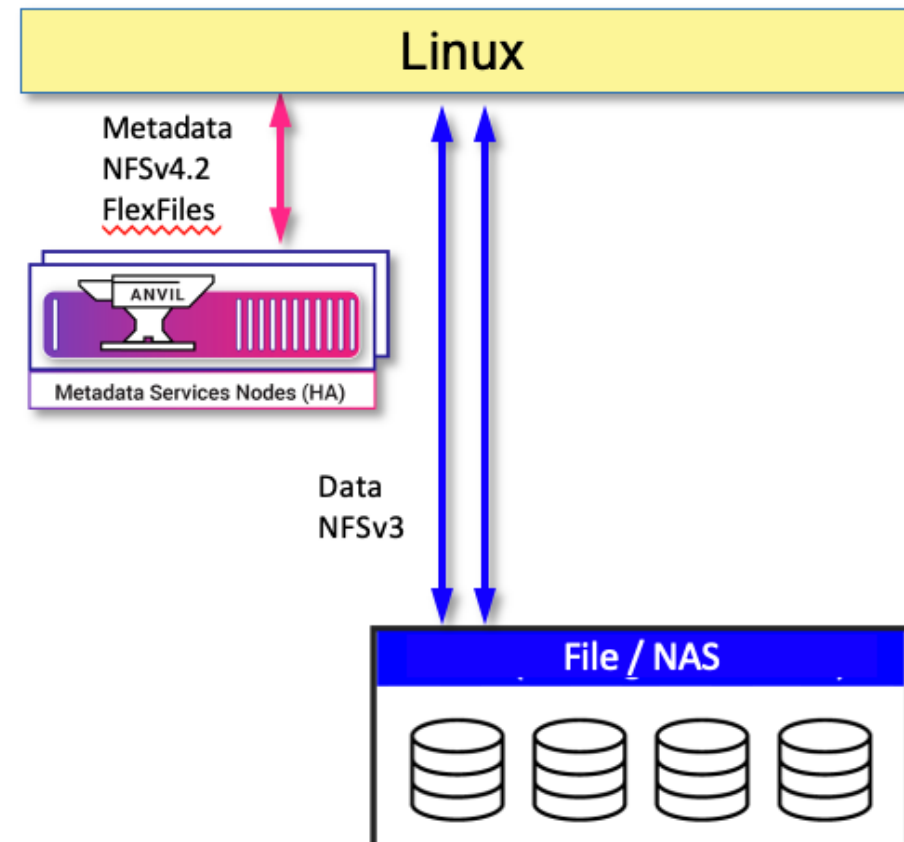 Linux
Metadata
NFSv4.2
FlexFiles
ANVIL
Metadata Services Nodes (HA)
Data
NFSv3
File / NAS